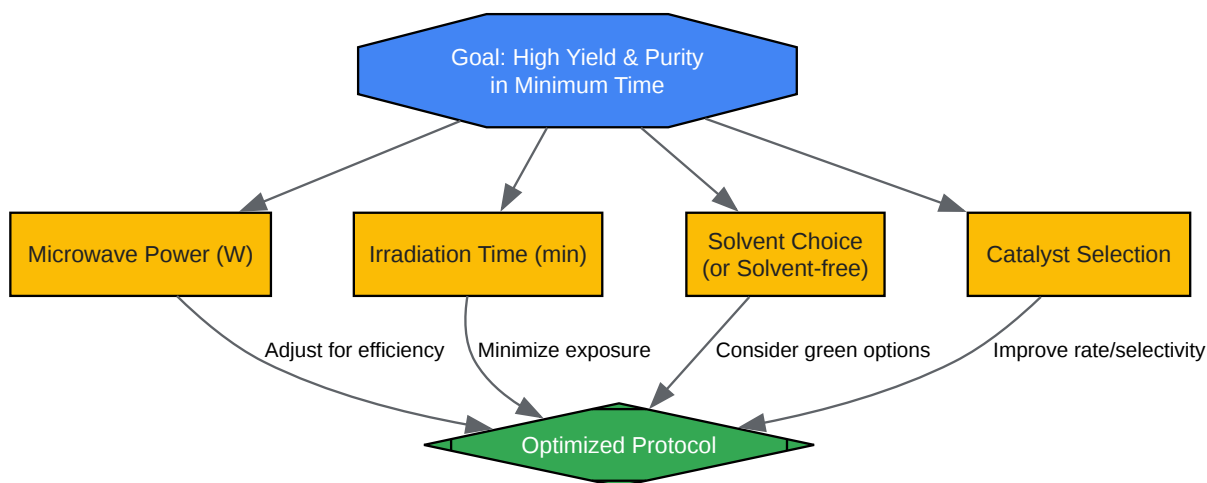 Goal: High Yield & Purity
in Minimum Time
Microwave Power (W)
Irradiation Time (min)
Solvent Choice
(or Solvent-free)
Catalyst Selection
Adjust for efficiency
Minimize exposure
Consider green options
Improve rate/selectivity
Optimized Protocol